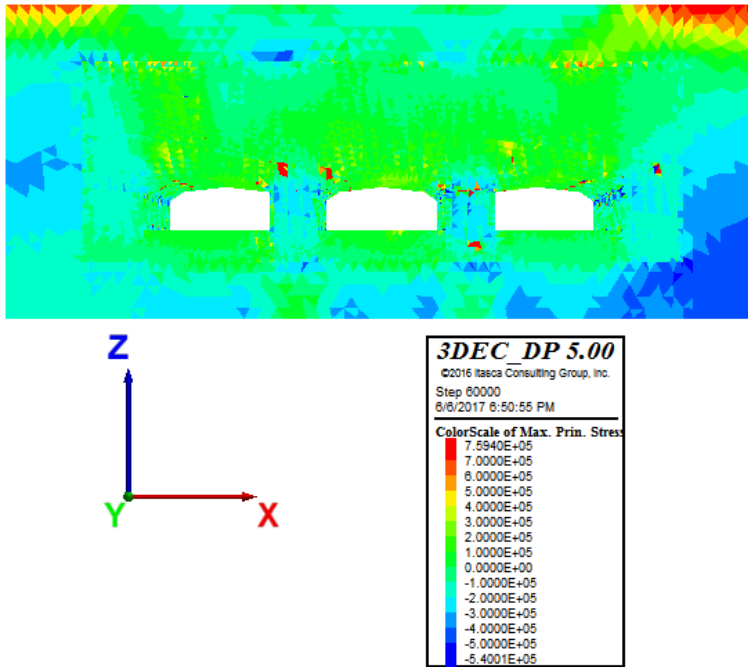 Z
Y
X
3DEC_DP 5.00
©2016 Itasca Consulting Group, Inc.
Step 60000
6/6/2017 6:50:55 PM
ColorScale of Max. Prin. Stress
7.5940E+05
7.0000E+05
6.0000E+05
5.0000E+05
4.0000E+05
3.0000E+05
2.0000E+05
1.0000E+05
0.0000E+00
-1.0000E+05
-2.0000E+05
-3.0000E+05
-4.0000E+05
-5.0000E+05
-5.4001E+05